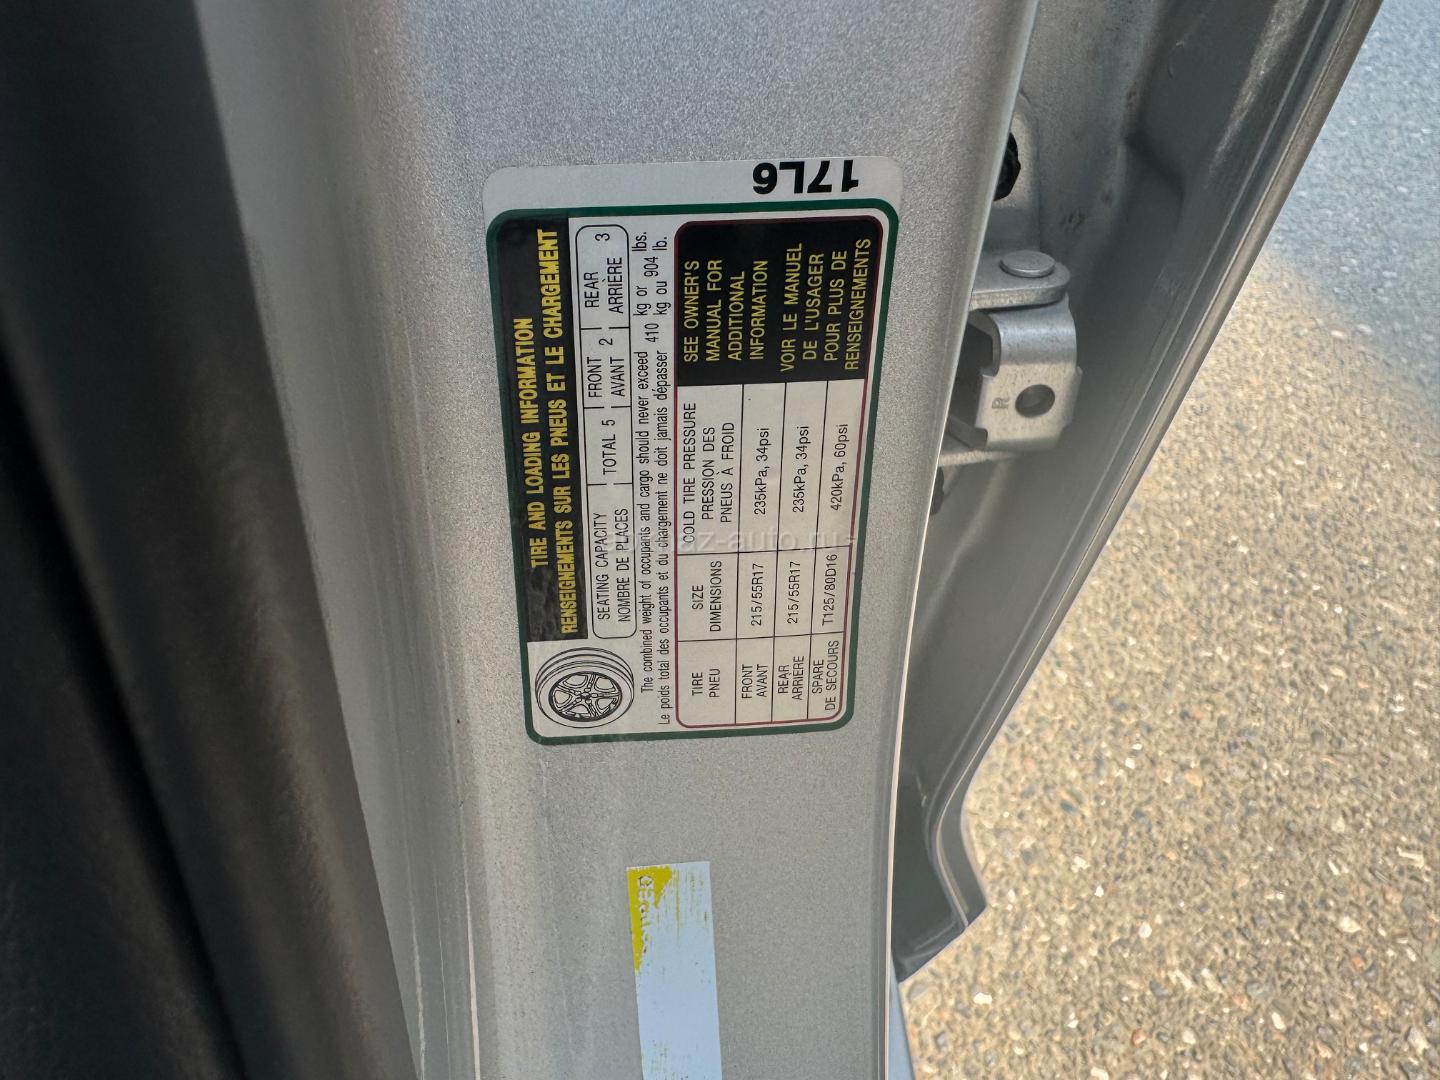 17L6
TIRE AND LOADING INFORMATION
RENSEIGNEMENTS SUR LES PNEUS ET LE CHARGEMENT
SEATING CAPACITY
NOMBRE DE PLACES
TOTAL 5
FRONT
AVANT 2
REAR
ARRIÈRE 3
The combined weight of occupants and cargo should never exceed 410 kg or 904 lbs.
Le poids total des occupants et du chargement ne doit jamais dépasser 410 kg ou 904 lb.
TIRE
PNEU
SIZE
DIMENSIONS
COLD TIRE PRESSURE
PRESSION DES
PNEUS À FROID
FRONT
AVANT
215/55R17
235kPa, 34psi
REAR
ARRIERE
215/55R17
235kPa, 34psi
SPARE
DE SECOURS
T125/80D16
420kPa, 60psi
SEE OWNER'S
MANUAL FOR
ADDITIONAL
INFORMATION
VOIR LE MANUEL
DE L'USAGER
POUR PLUS DE
RENSEIGNEMENTS
R
az-auto.ru